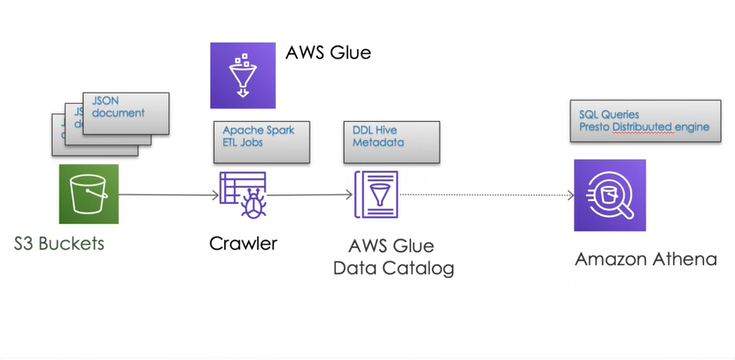 AWS Glue
JSON
document
JS
d
d
Apache Spark
ETL Jobs
DDL Hive
Metadata
SQL Queries
Presto Distribuuted engine
S3 Buckets
Crawler
AWS Glue
Data Catalog
Amazon Athena